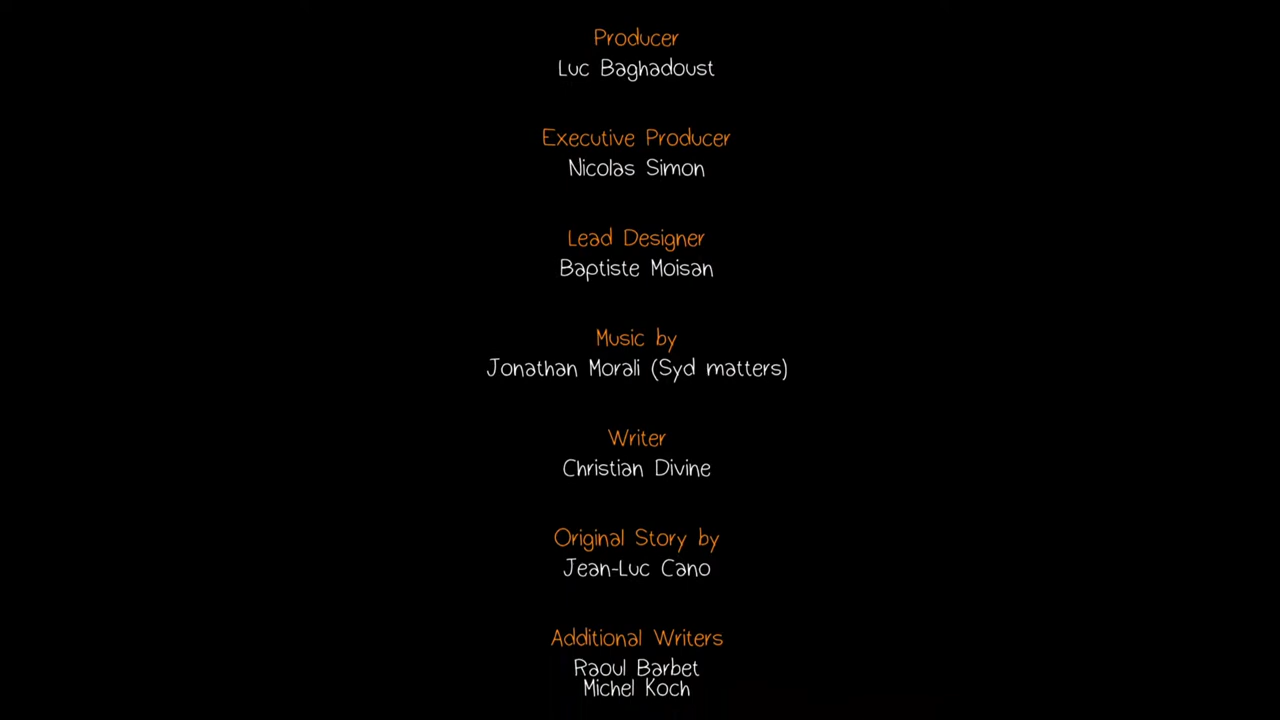 Producer
Luc Baghadoust
Executive Producer
Nicolas Simon
Lead Designer
Baptiste Moisan
Music by
Jonathan Morali (Syd matters)
Writer
Christian Divine
Original Story by
Jean-Luc Cano
Additional Writers
Raoul Barbet
Michel Koch